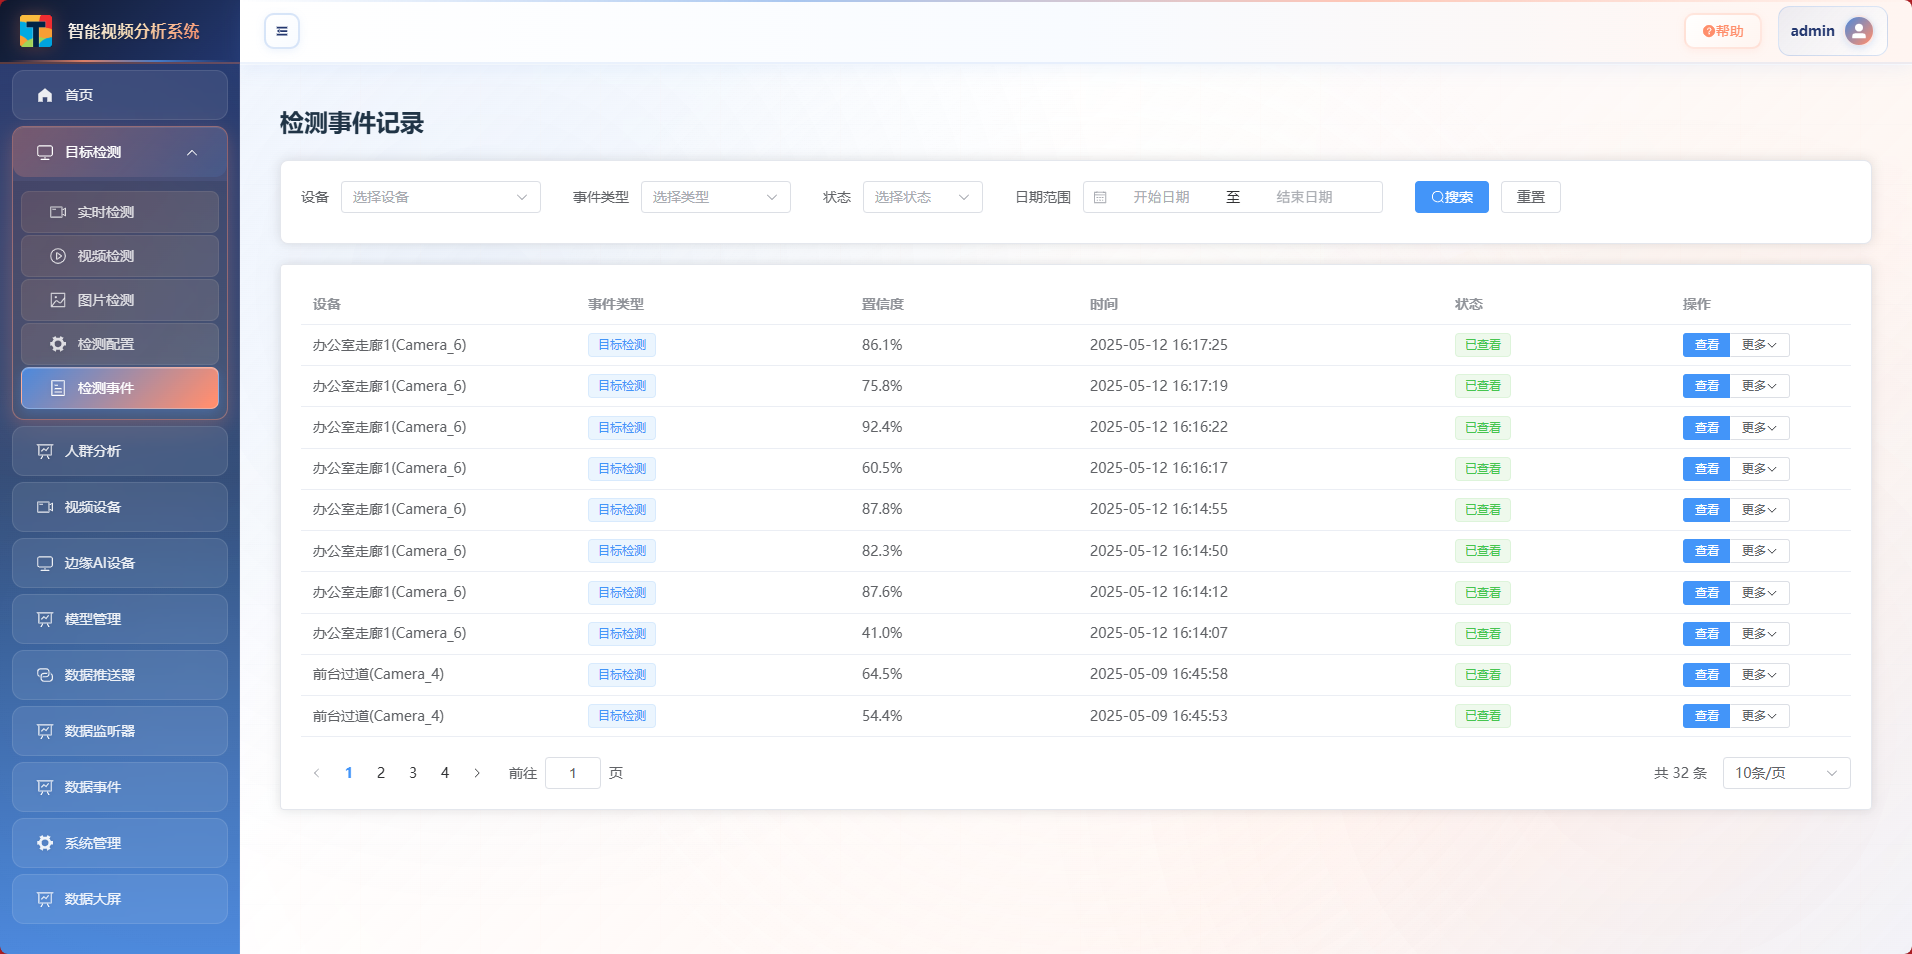 智能视频分析系统
帮助
admin
首页
目标检测
实时检测
视频检测
图片检测
检测配置
检测事件
人群分析
视频设备
边缘AI设备
模型管理
数据推送器
数据监听器
数据事件
系统管理
数据大屏
检测事件记录
设备 选择设备 事件类型 选择类型 状态 选择状态 日期范围 开始日期 至 结束日期 搜索 重置
设备 事件类型 置信度 时间 状态 操作
办公室走廊1(Camera_6) 目标检测 86.1% 2025-05-12 16:17:25 已查看 查看 更多
办公室走廊1(Camera_6) 目标检测 75.8% 2025-05-12 16:17:19 已查看 查看 更多
办公室走廊1(Camera_6) 目标检测 92.4% 2025-05-12 16:16:22 已查看 查看 更多
办公室走廊1(Camera_6) 目标检测 60.5% 2025-05-12 16:16:17 已查看 查看 更多
办公室走廊1(Camera_6) 目标检测 87.8% 2025-05-12 16:14:55 已查看 查看 更多
办公室走廊1(Camera_6) 目标检测 82.3% 2025-05-12 16:14:50 已查看 查看 更多
办公室走廊1(Camera_6) 目标检测 87.6% 2025-05-12 16:14:12 已查看 查看 更多
办公室走廊1(Camera_6) 目标检测 41.0% 2025-05-12 16:14:07 已查看 查看 更多
前台过道(Camera_4) 目标检测 64.5% 2025-05-09 16:45:58 已查看 查看 更多
前台过道(Camera_4) 目标检测 54.4% 2025-05-09 16:45:53 已查看 查看 更多
1 2 3 4 前往 1 页 共 32 条 10条/页